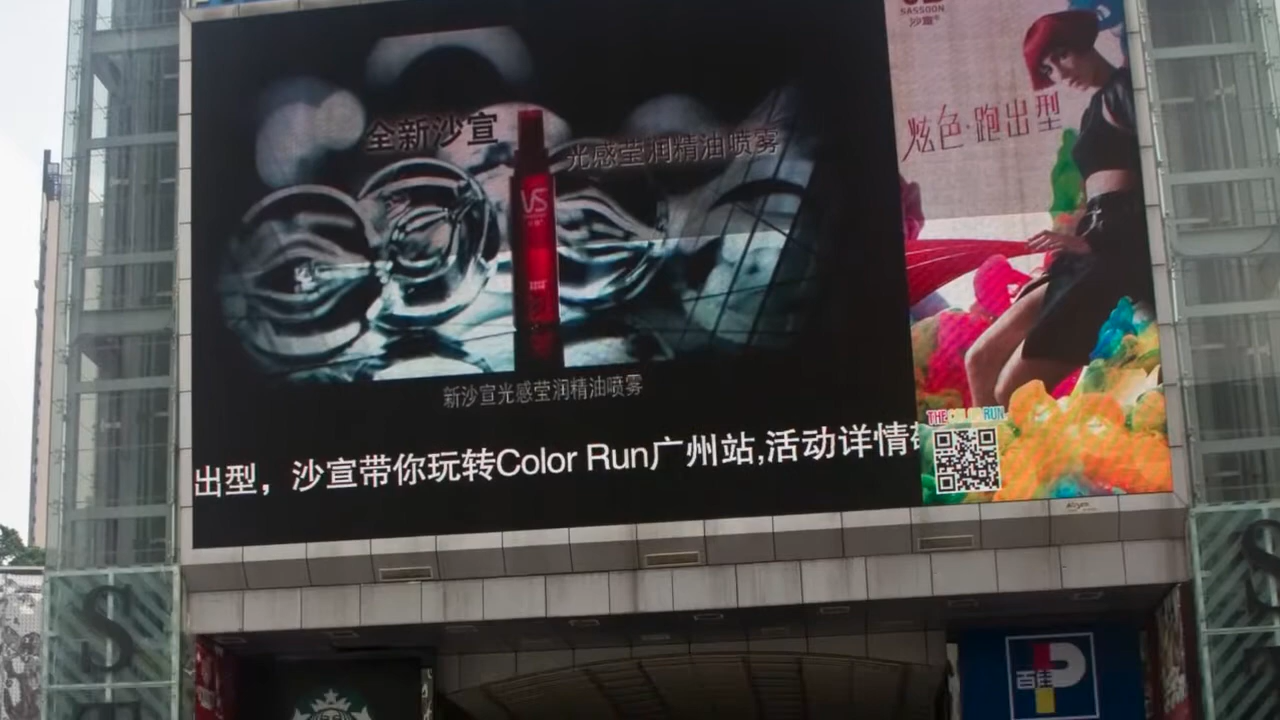 SASSOON
沙宣
炫色·跑出型
全新沙宣
光感莹润精油喷雾
VS
新沙宣光感莹润精油喷雾
出型，沙宣带你玩转Color Run广州站,活动详情
THE COLOR RUN
S
S
百佳
P